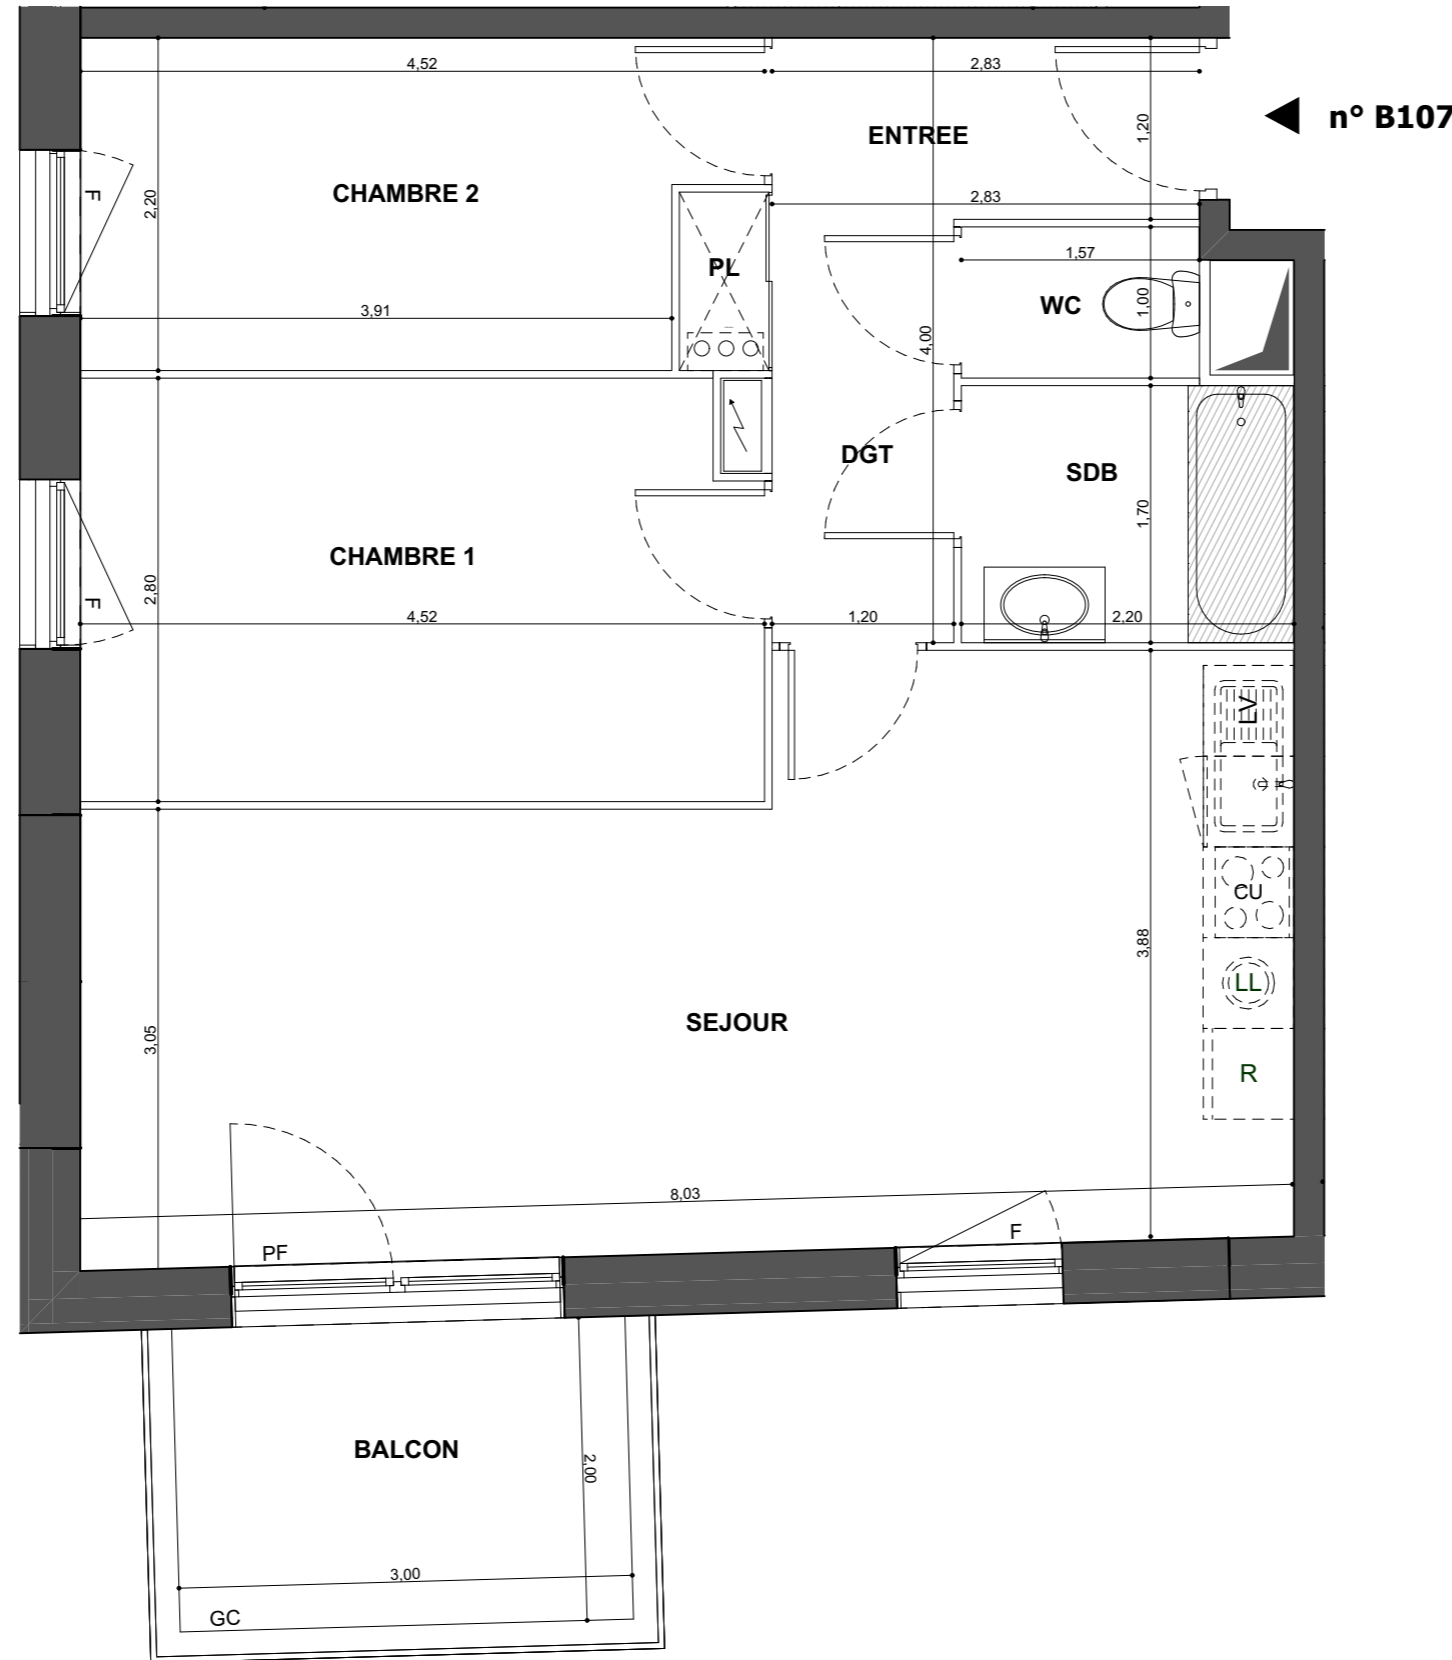 4,52
2,83
n° B107
ENTREE
1,20
CHAMBRE 2
F
2,20
2,83
PL
1,57
WC
1,00
3,91
4,00
DGT
SDB
1,70
CHAMBRE 1
F
2,80
4,52
1,20
2,20
LV
CU
3,88
LL
SEJOUR
3,05
R
8,03
PF
F
BALCON
2,00
3,00
GC